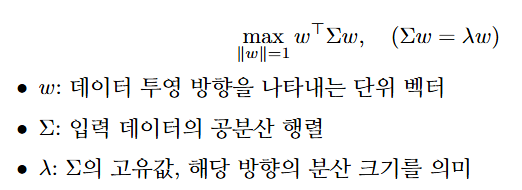 max w⊤Σw, (Σw = λw)
∥w∥=1
• w: 데이터 투영 방향을 나타내는 단위 벡터
• Σ: 입력 데이터의 공분산 행렬
• λ: Σ의 고유값, 해당 방향의 분산 크기를 의미